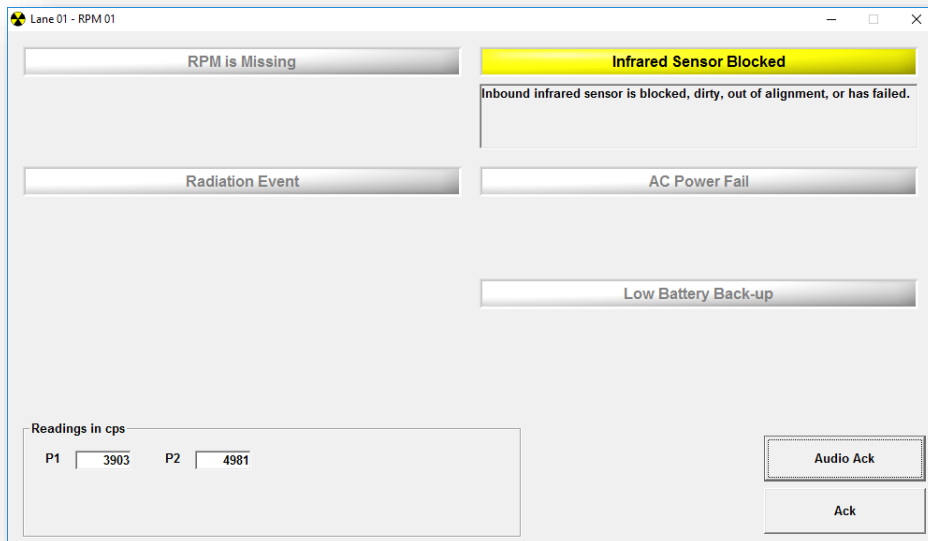 Lane 01 - RPM 01
RPM is Missing
Infrared Sensor Blocked
Inbound infrared sensor is blocked, dirty, out of alignment, or has failed.
Radiation Event
AC Power Fail
Low Battery Back-up
Readings in cps
P1 3903 P2 4981
Audio Ack
Ack